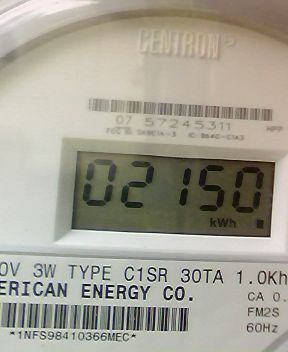 CENTRON
07 57245311
HPP
02150
kWh
0V 3W TYPE C1SR 30TA 1.0Kh
ERICAN ENERGY CO.
CA 0.
FM2S
60Hz
*1NFS98410366MEC*